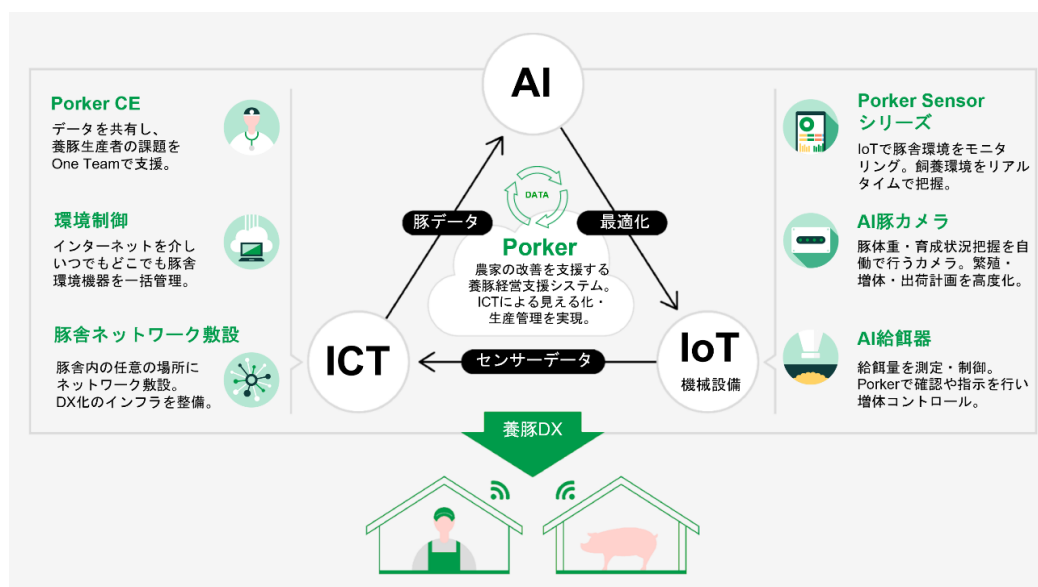 AI
Porker CE
データを共有し、
養豚生産者の課題を
One Teamで支援。
環境制御
インターネットを介し
いつでもどこでも豚舎
環境機器を一括管理。
豚舎ネットワーク敷設
豚舎内の任意の場所に
ネットワーク敷設。
DX化のインフラを整備。
豚データ
DATA
最適化
Porker
農家の改善を支援する
養豚経営支援システム。
ICTによる見える化・
生産管理を実現。
ICT
センサーデータ
IoT
機械設備
Porker Sensor
シリーズ
IoTで豚舎環境をモニタ
リング。飼養環境をリアル
タイムで把握。
AI豚カメラ
豚体重・育成状況把握を自
働で行うカメラ。繁殖・
増体・出荷計画を高度化。
AI給餌器
給餌量を測定・制御。
Porkerで確認や指示を行い
増体コントロール。
養豚DX